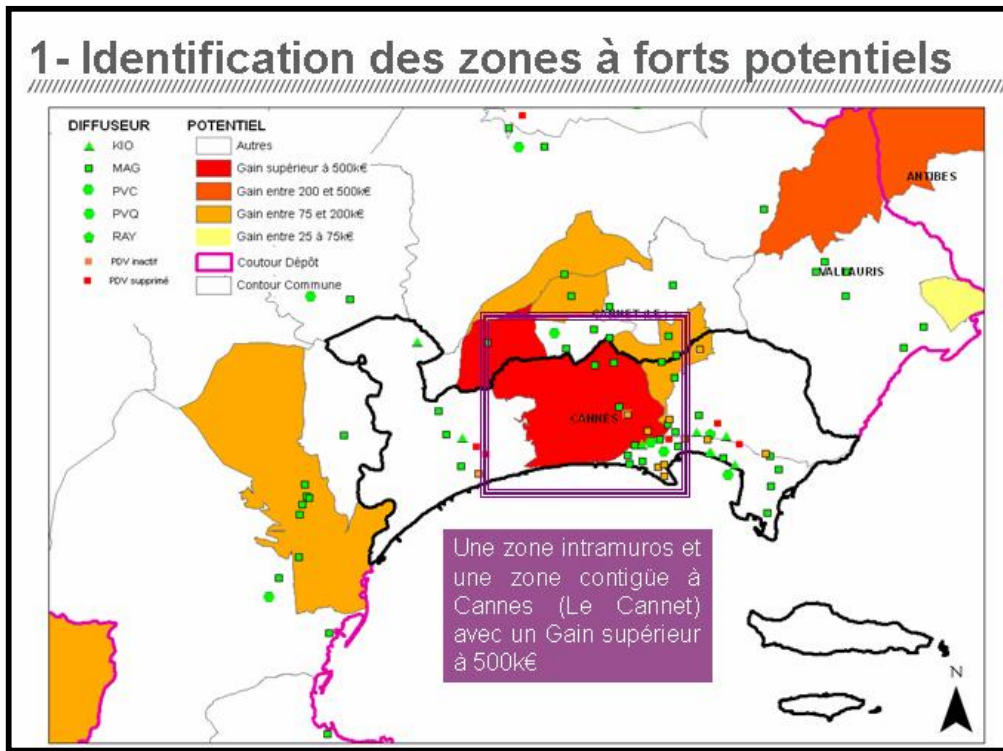 1- Identification des zones à forts potentiels
DIFFUSEUR
KIO
MAG
PVC
PVQ
RAY
PDV inactif
PDV supprimé
POTENTIEL
Autres
Gain supérieur à 500k€
Gain entre 200 et 500k€
Gain entre 75 et 200k€
Gain entre 25 à 75k€
Coutour Dépôt
Contour Commune
ANTIBES
VALLAURIS
CANNET (LE)
CANNES
Une zone intramuros et
une zone contigüe à
Cannes (Le Cannet)
avec un Gain supérieur
à 500k€
N